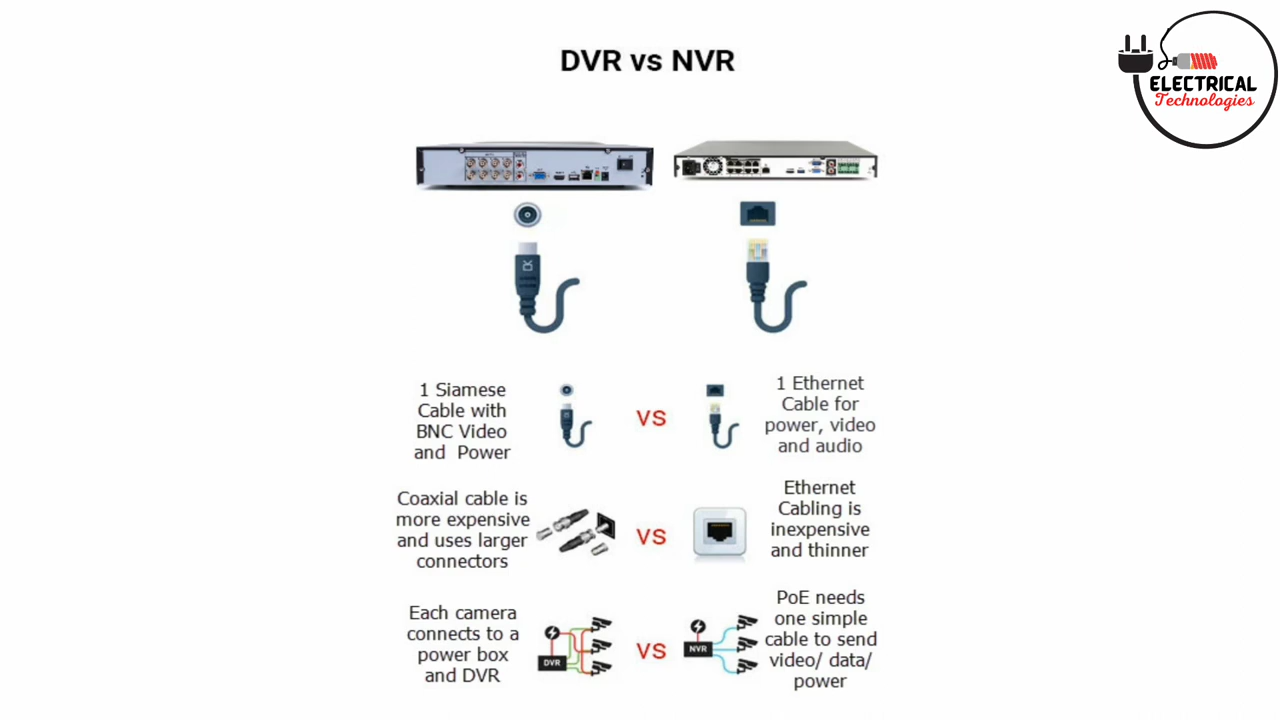 DVR vs NVR
ELECTRICAL
Technologies
1 Siamese
Cable with
BNC Video
and Power
vs
1 Ethernet
Cable for
power, video
and audio
Coaxial cable is
more expensive
and uses larger
connectors
vs
Ethernet
Cabling is
inexpensive
and thinner
Each camera
connects to a
power box
and DVR
DVR
vs
NVR
PoE needs
one simple
cable to send
video/ data/
power